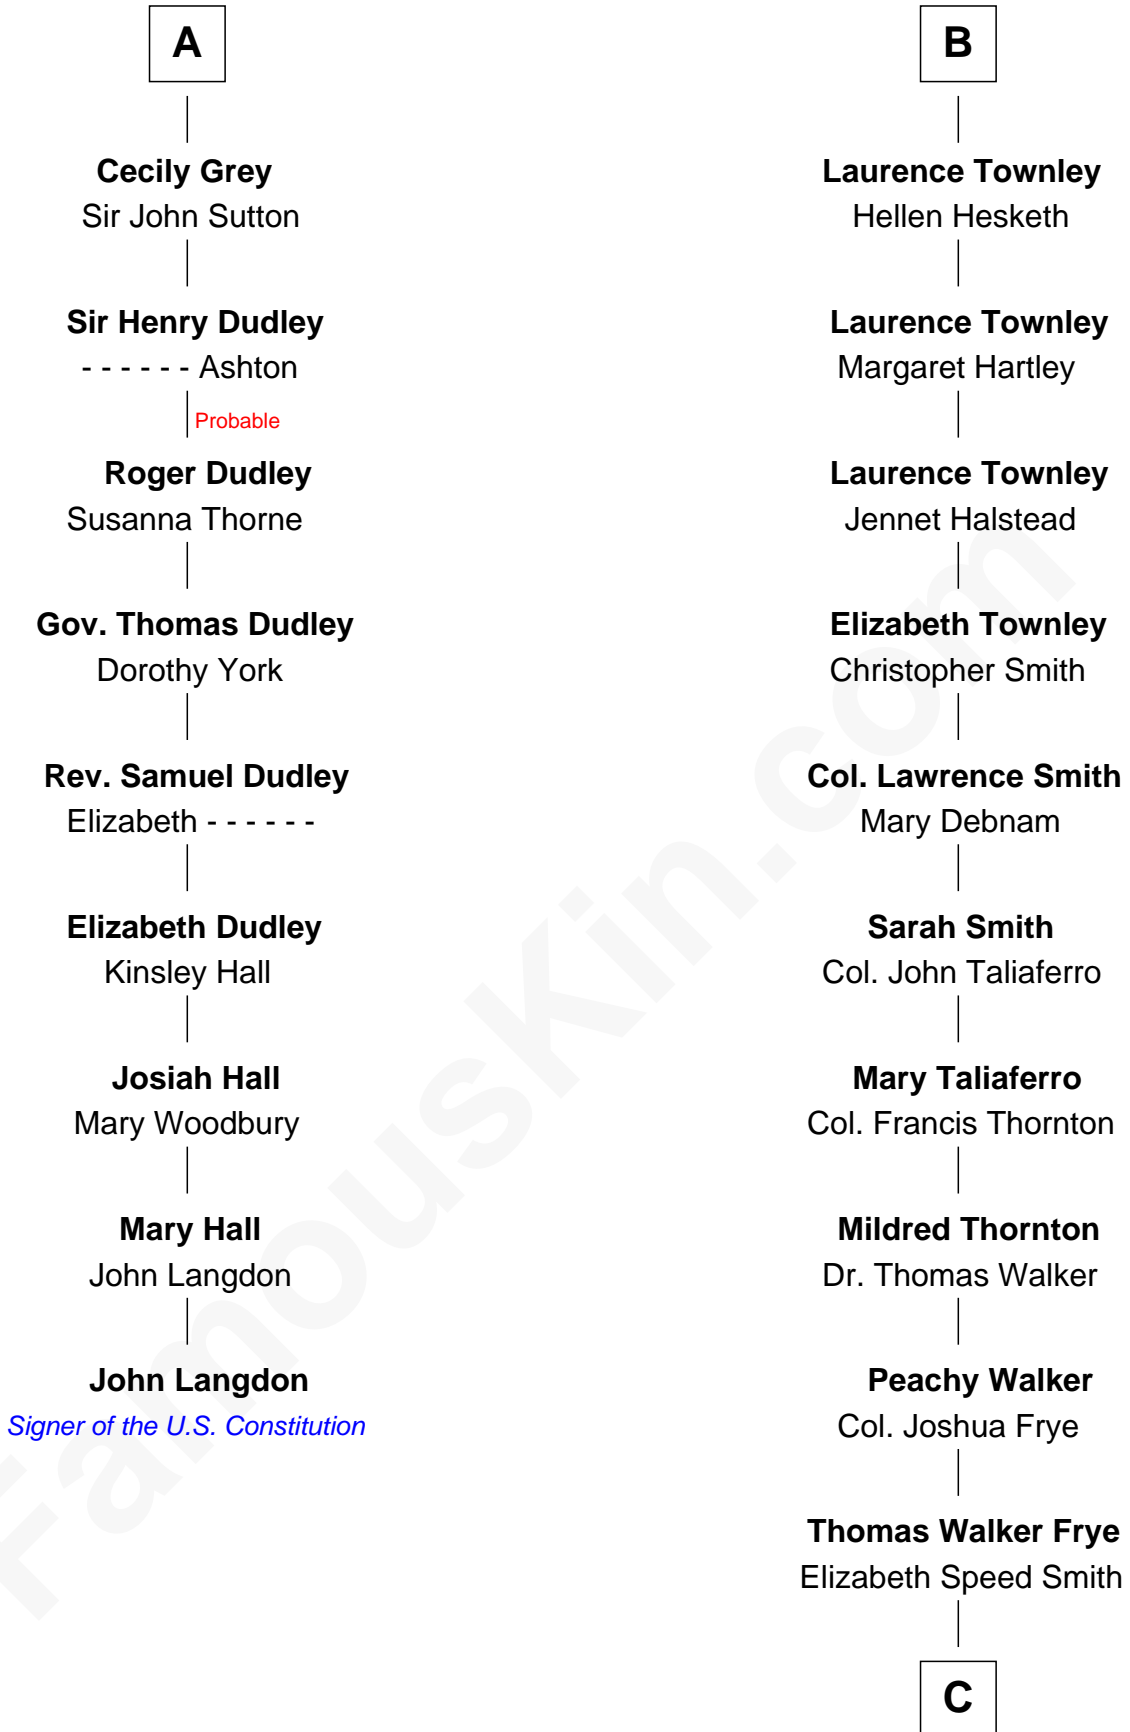 A
Cecily Grey
Sir John Sutton
Sir Henry Dudley
- - - - - - Ashton
Probable
Roger Dudley
Susanna Thorne
Gov. Thomas Dudley
Dorothy York
Rev. Samuel Dudley
Elizabeth - - - - - -
Elizabeth Dudley
Kinsley Hall
Josiah Hall
Mary Woodbury
Mary Hall
John Langdon
John Langdon
Signer of the U.S. Constitution
B
Laurence Townley
Hellen Hesketh
Laurence Townley
Margaret Hartley
Laurence Townley
Jennet Halstead
Elizabeth Townley
Christopher Smith
Col. Lawrence Smith
Mary Debnam
Sarah Smith
Col. John Taliaferro
Mary Taliaferro
Col. Francis Thornton
Mildred Thornton
Dr. Thomas Walker
Peachy Walker
Col. Joshua Frye
Thomas Walker Frye
Elizabeth Speed Smith
C
FamousKin.com